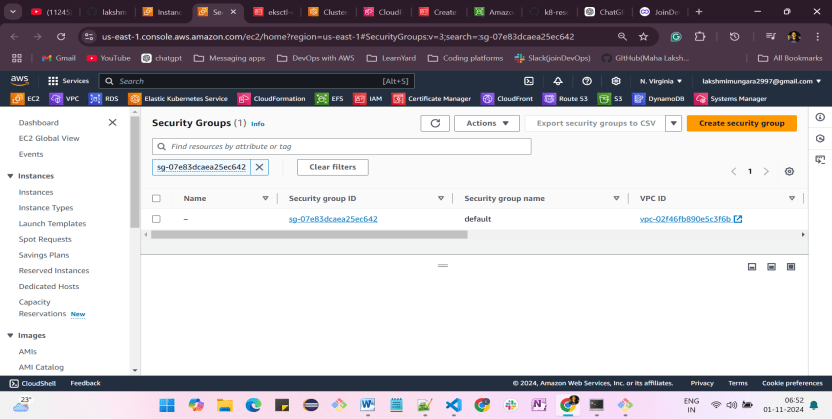 (11245
lakshm
Instanc
Se
eksctl-
Cluster
Cloudl
Create
Amazo
k8-reso
ChatGP
JoinDe
us-east-1.console.aws.amazon.com/ec2/home?region=us-east-1#SecurityGroups:v=3;search=:sg-07e83dcaea25ec642
Gmail YouTube chatgpt Messaging apps DevOps with AWS LearnYard Coding platforms Slack(joinDevOps) GitHub(Maha Laksh... All Bookmarks
aws Services Search [Alt+S] N. Virginia lakshmimungara2997@gmail.com
EC2 VPC RDS Elastic Kubernetes Service CloudFormation EFS IAM Certificate Manager CloudFront Route 53 S3 DynamoDB Systems Manager
Dashboard
EC2 Global View
Events
Instances
Instances
Instance Types
Launch Templates
Spot Requests
Savings Plans
Reserved Instances
Dedicated Hosts
Capacity
Reservations New
Images
AMIs
AMI Catalog
Security Groups (1) Info
Actions
Export security groups to CSV
Create security group
Find resources by attribute or tag
sg-07e83dcaea25ec642
Clear filters
1
Name Security group ID Security group name VPC ID
– sg-07e83dcaea25ec642 default vpc-02f46fb890e5c3f6b
CloudShell Feedback © 2024, Amazon Web Services, Inc. or its affiliates. Privacy Terms Cookie preferences
23°
ENG
IN
06:52
01-11-2024